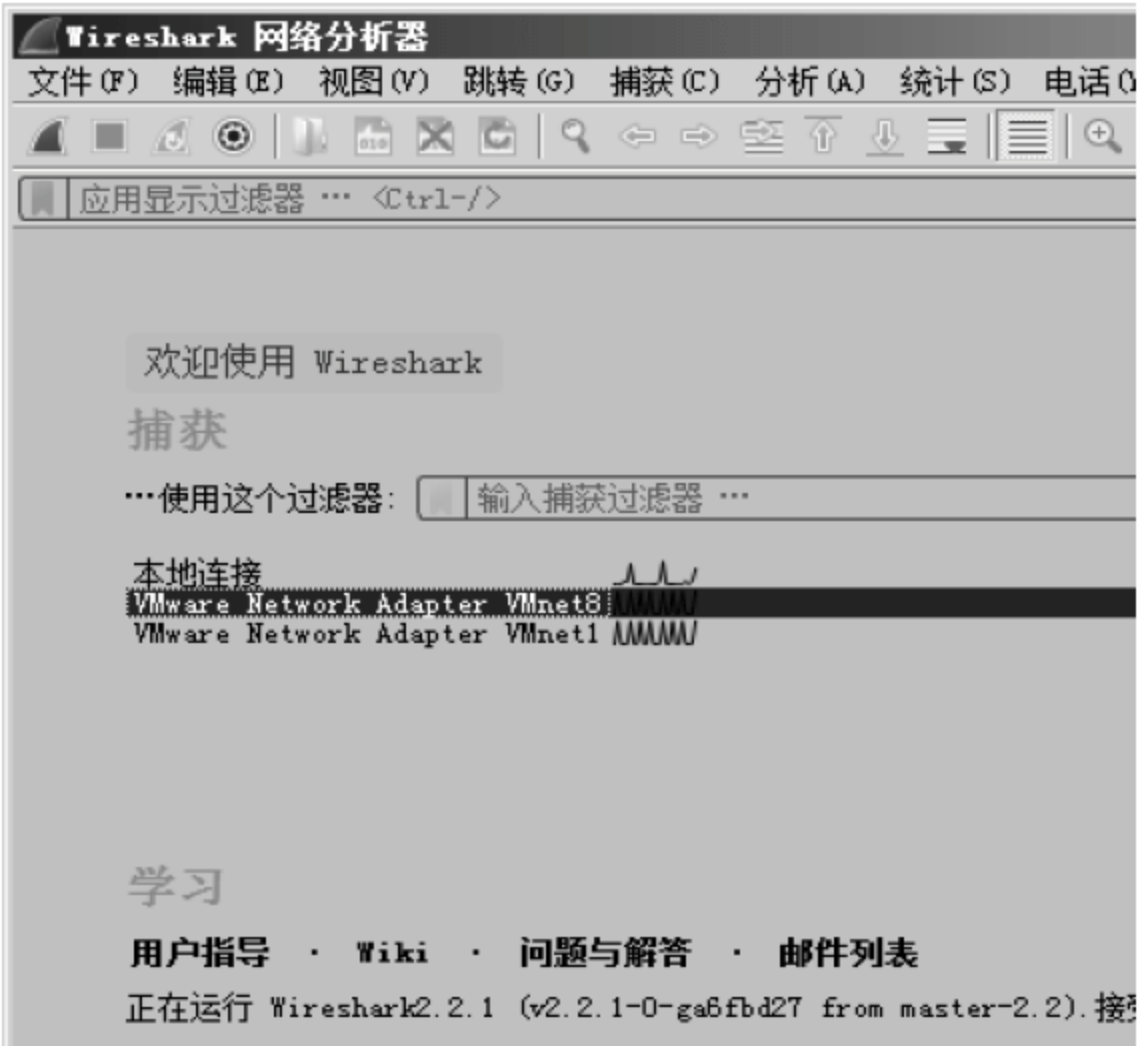 Wireshark 网络分析器
文件(F) 编辑(E) 视图(V) 跳转(G) 捕获(C) 分析(A) 统计(S) 电话
应用显示过滤器 … <Ctrl-/>
欢迎使用 Wireshark
捕获
…使用这个过滤器: 输入捕获过滤器 …
本地连接
VMware Network Adapter VMnet8
VMware Network Adapter VMnet1
学习
用户指导 · Wiki · 问题与解答 · 邮件列表
正在运行 Wireshark2.2.1 (v2.2.1-0-ga6fbd27 from master-2.2).接